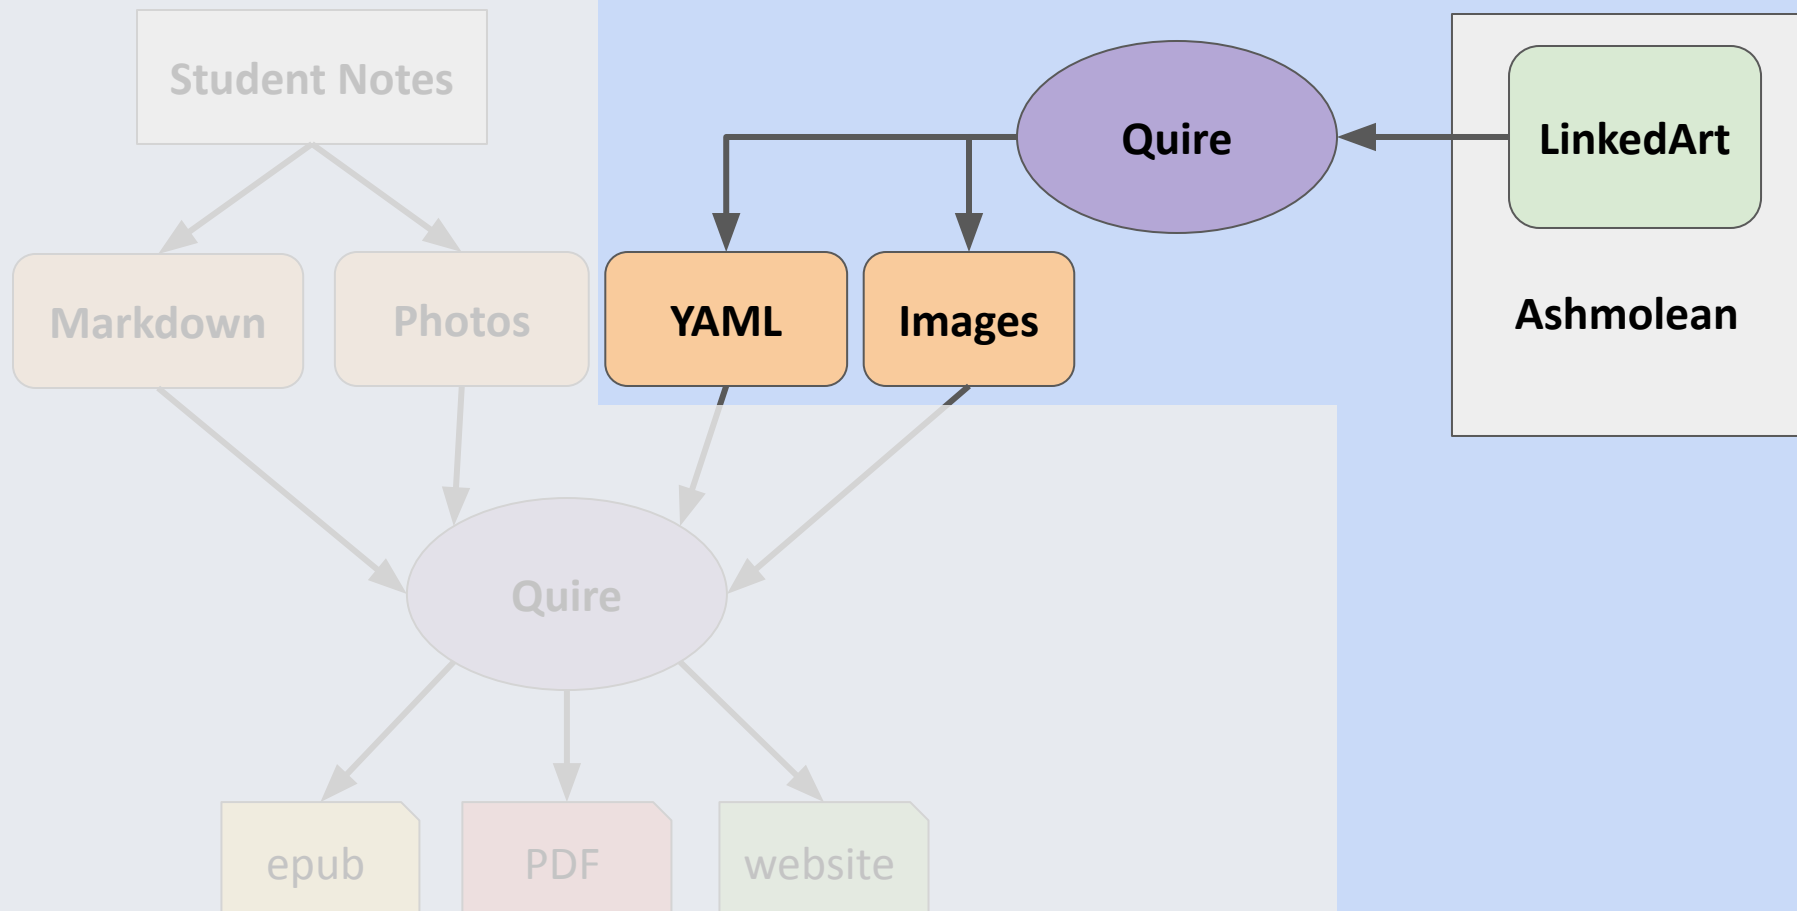 Student Notes
Quire
LinkedArt
Markdown
Photos
YAML
Images
Ashmolean
Quire
epub
PDF
website